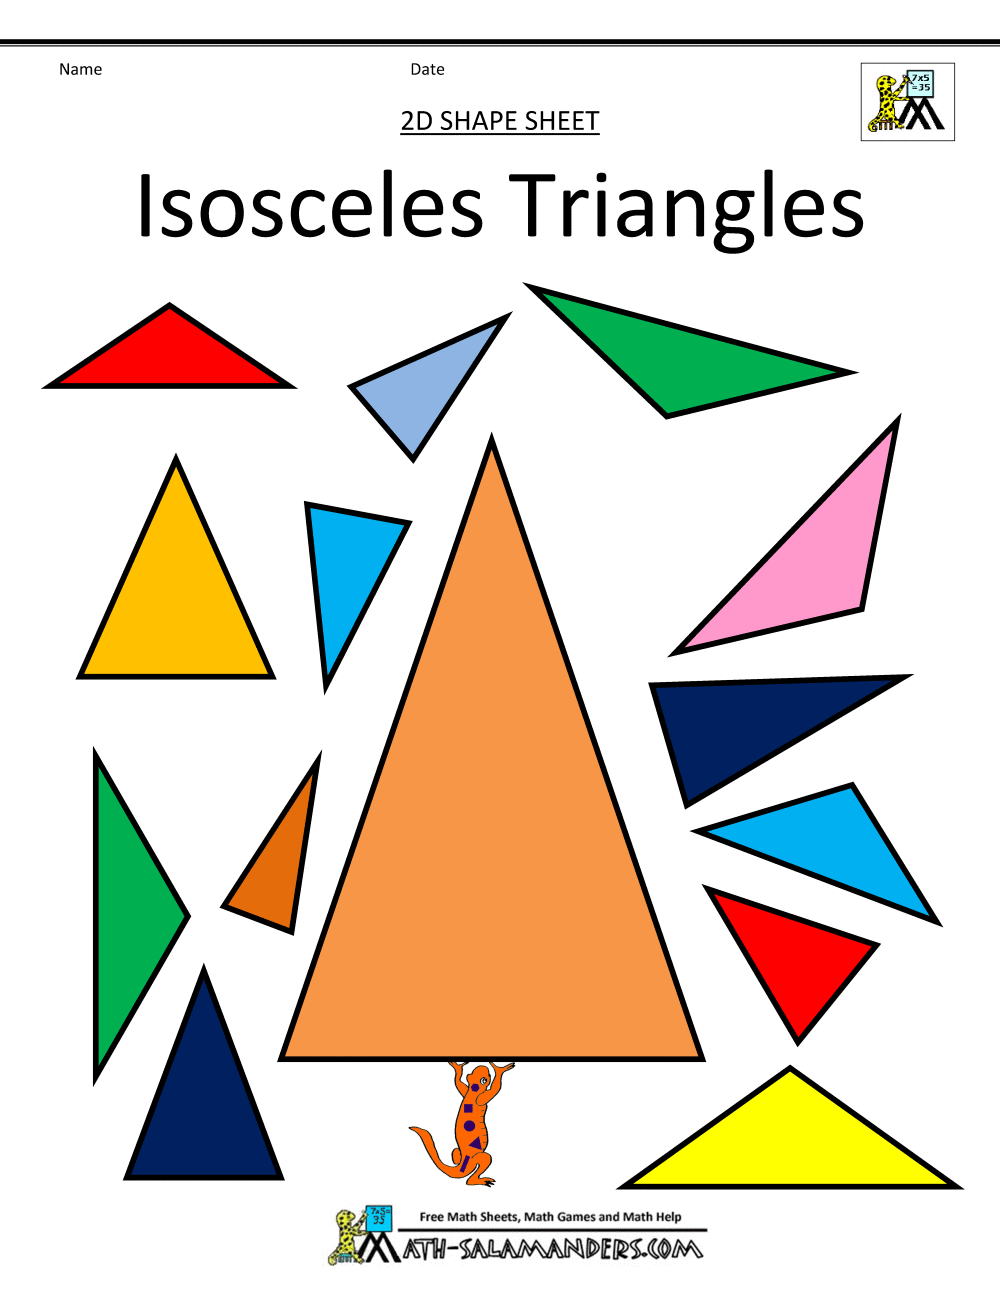 Name Date
7x5
=35
2D SHAPE SHEET
Isosceles Triangles
7x5=
35
Free Math Sheets, Math Games and Math Help
MATH-SALAMANDERS.COM